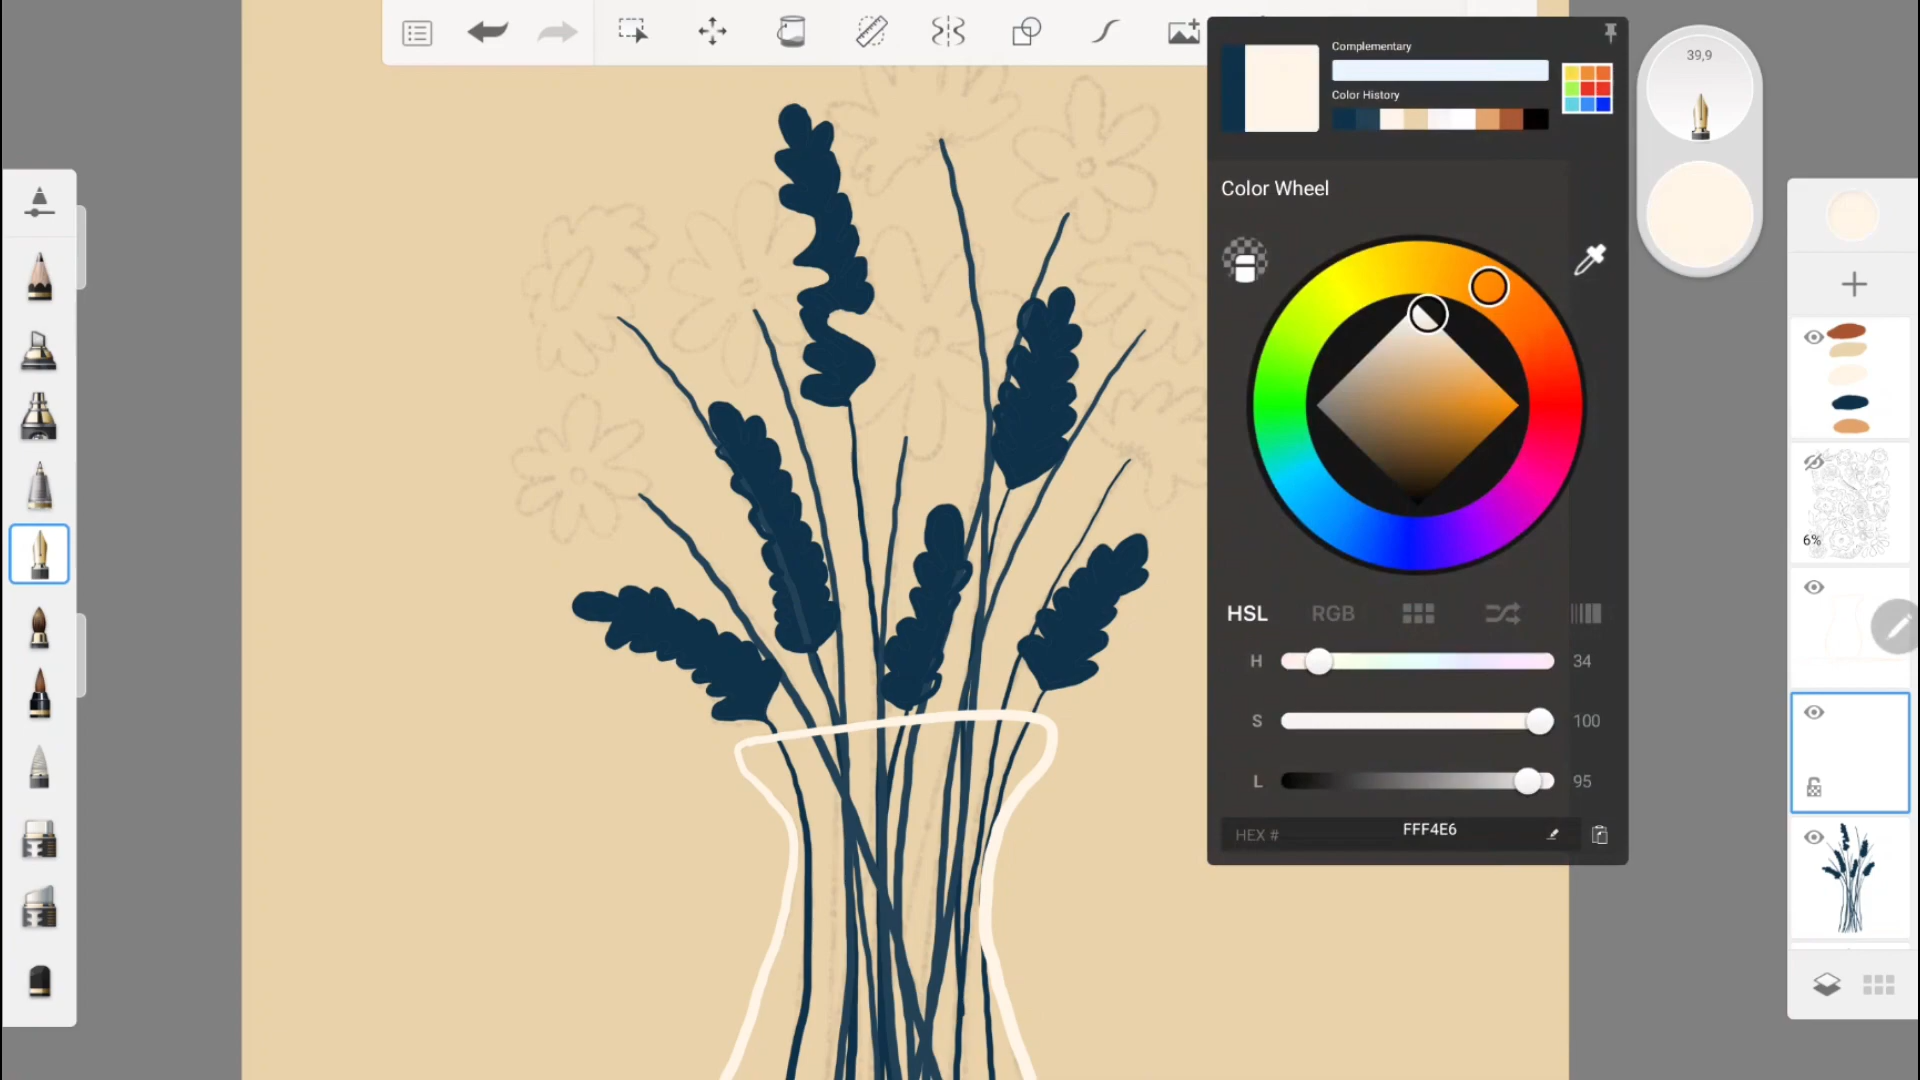 Complementary
39,9
Color History
Color Wheel
HSL RGB
H 34
S 100
6%
L 95
HEX # FFF4E6